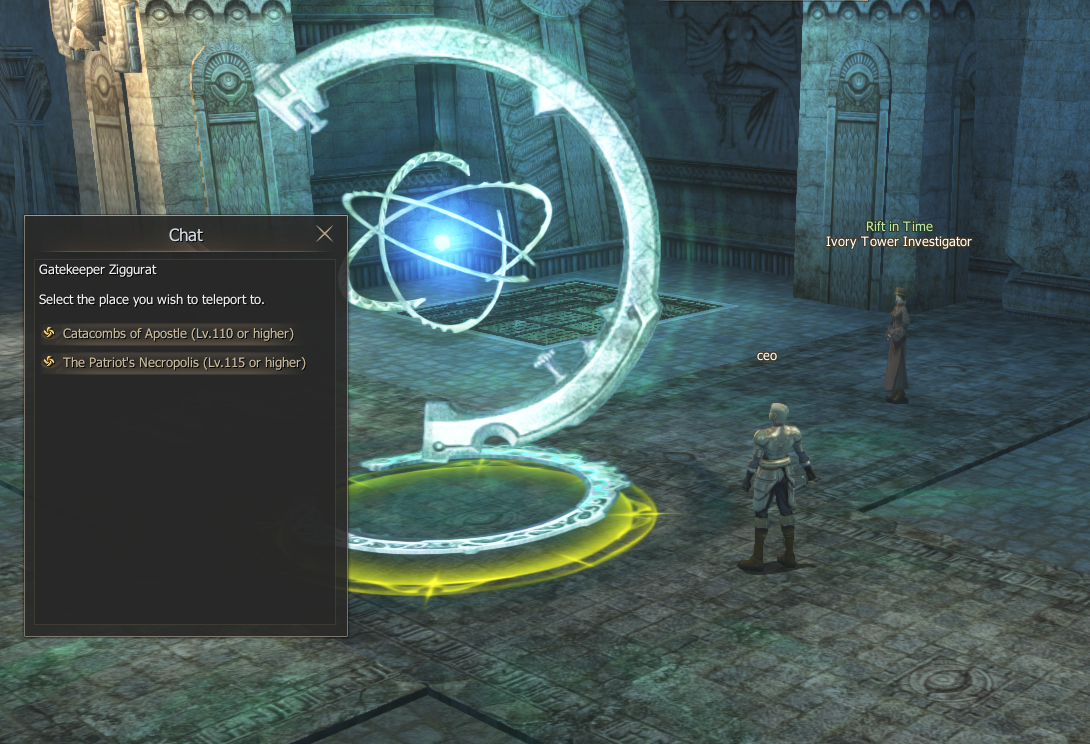 Chat
Gatekeeper Ziggurat
Select the place you wish to teleport to.
Catacombs of Apostle (Lv.110 or higher)
The Patriot's Necropolis (Lv.115 or higher)
Rift in Time
Ivory Tower Investigator
ceo